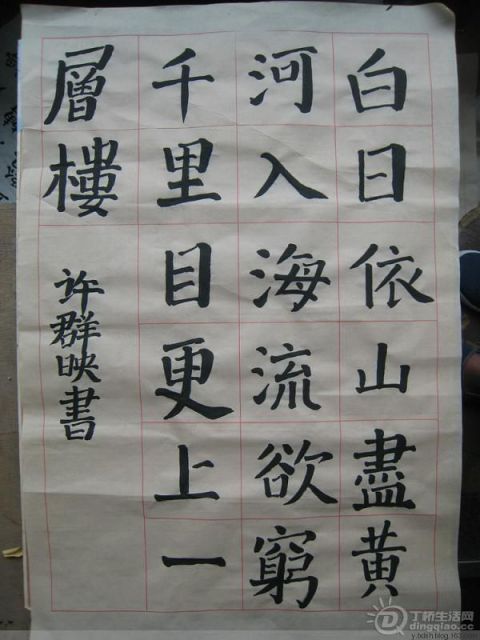 白日依山盡黄
河入海流欲窮
千里目更上一
層樓
许群映書
丁桥生活网
dingqiao.cc